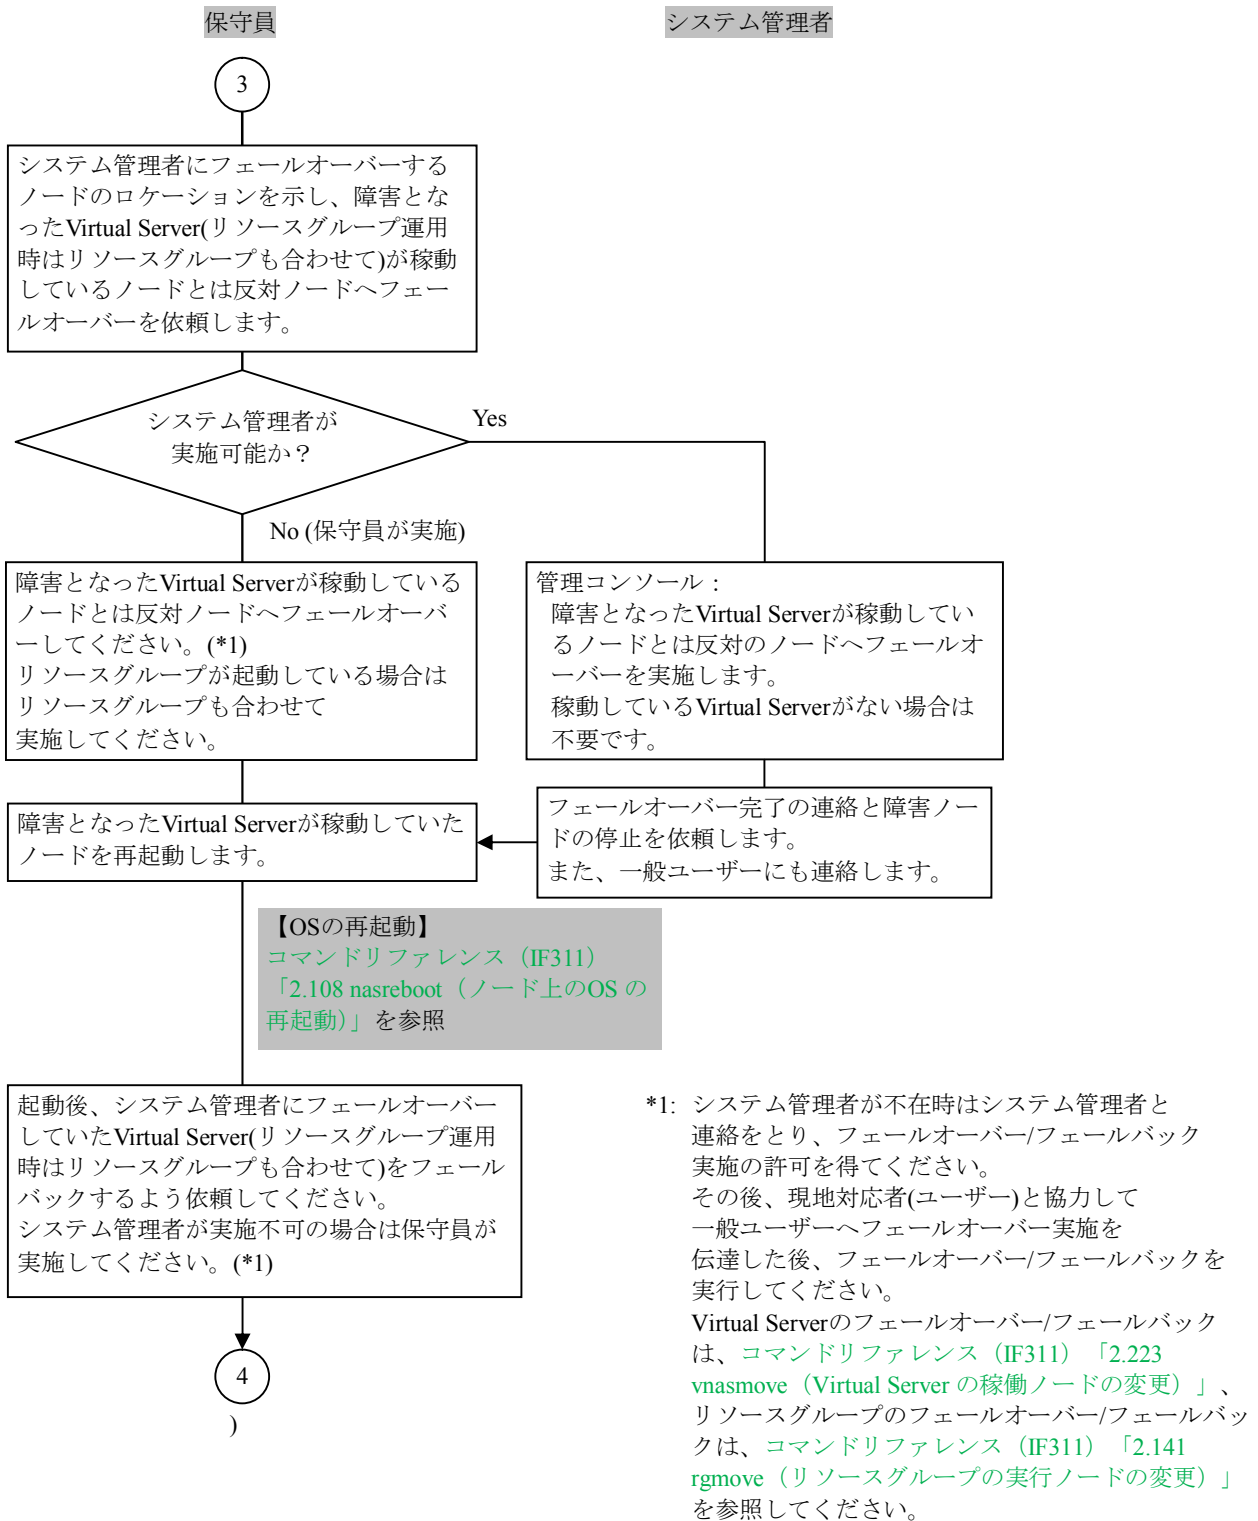 保守員
システム管理者
3
システム管理者にフェールオーバーする
ノードのロケーションを示し、障害とな
ったVirtual Server(リソースグループ運用
時はリソースグループも合わせて)が稼動
しているノードとは反対ノードへフェー
ルオーバーを依頼します。
システム管理者が
実施可能か？
Yes
No (保守員が実施)
障害となったVirtual Serverが稼動している
ノードとは反対ノードへフェールオーバ
ーしてください。(*1)
リソースグループが起動している場合は
リソースグループも合わせて
実施してください。
管理コンソール：
障害となったVirtual Serverが稼動してい
るノードとは反対のノードへフェールオ
ーバーを実施します。
稼動しているVirtual Serverがない場合は
不要です。
障害となったVirtual Serverが稼動していた
ノードを再起動します。
フェールオーバー完了の連絡と障害ノー
ドの停止を依頼します。
また、一般ユーザーにも連絡します。
【OSの再起動】
コマンドリファレンス（IF311）
「2.108 nasreboot（ノード上のOS の
再起動）」を参照
起動後、システム管理者にフェールオーバー
していたVirtual Server(リソースグループ運用
時はリソースグループも合わせて)をフェール
バックするよう依頼してください。
システム管理者が実施不可の場合は保守員が
実施してください。(*1)
4
)
*1: システム管理者が不在時はシステム管理者と
連絡をとり、フェールオーバー/フェールバック
実施の許可を得てください。
その後、現地対応者(ユーザー)と協力して
一般ユーザーへフェールオーバー実施を
伝達した後、フェールオーバー/フェールバックを
実行してください。
Virtual Serverのフェールオーバー/フェールバック
は、コマンドリファレンス（IF311）「2.223
vnasmove（Virtual Server の稼働ノードの変更）」、
リソースグループのフェールオーバー/フェールバッ
クは、コマンドリファレンス（IF311）「2.141
rgmove（リソースグループの実行ノードの変更）」
を参照してください。